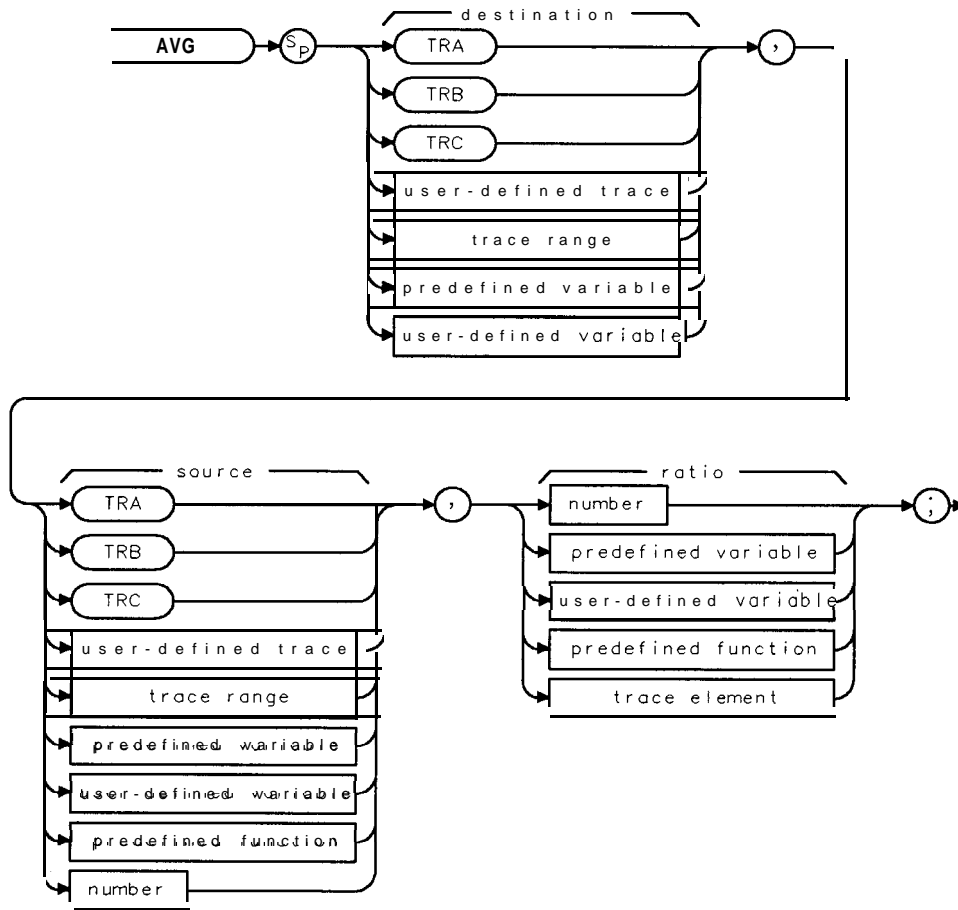 destination
AVG SP TRA ,
TRB
TRC
user-defined trace
trace range
predefined variable
user-defined variable
source
TRA ,
TRB
TRC
user-defined trace
trace range
predefined variable
user-defined variable
predefined function
number
ratio
number ;
predefined variable
user-defined variable
predefined function
trace element